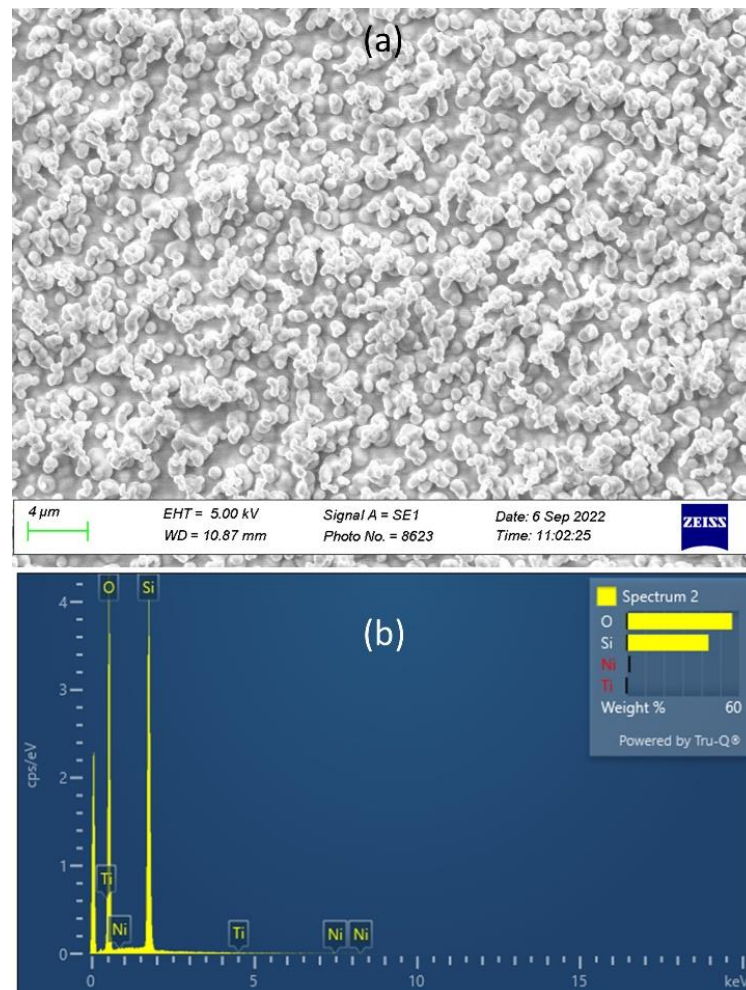 (a)
4 µm
EHT = 5.00 kV
Signal A = SE1
Date: 6 Sep 2022
ZEISS
WD = 10.87 mm
Photo No. = 8623
Time: 11:02:25
(b)
4
3
2
1
0
cps/eV
O
Si
Ti
Ni
Ti
Ni
Ni
0
5
10
15
keV
Spectrum 2
O
Si
Ni
Ti
Weight %
60
Powered by Tru-Q®